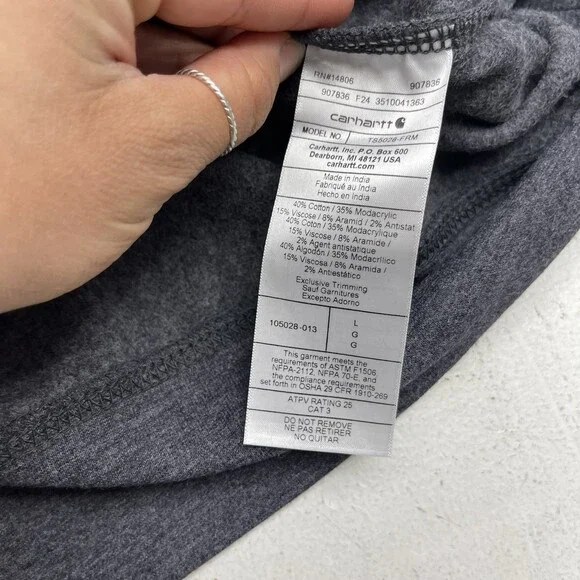 RN#14806 907836
907836 F24 3510041363
carhartt
MODEL NO. TS5028-FRM
Carhartt, Inc. P.O. Box 600
Dearborn, MI 48121 USA
carhartt.com
Made in India
Fabriqué au India
Hecho en India
40% Cotton / 35% Modacrylic
15% Viscose / 8% Aramid / 2% Antistat
40% Coton / 35% Modacrylique
15% Viscose / 8% Aramide /
2% Agent antistatique
40% Algodón / 35% Modacrílico
15% Viscosa / 8% Aramida /
2% Antiestático
Exclusive Trimming
Sauf Garnitures
Excepto Adorno
105028-013
L
G
G
This garment meets the
requirements of ASTM F1506,
NFPA-2112, NFPA 70-E, and
the compliance requirements
set forth in OSHA 29 CFR 1910-269
ATPV RATING 25
CAT 3
DO NOT REMOVE
NE PAS RETIRER
NO QUITAR